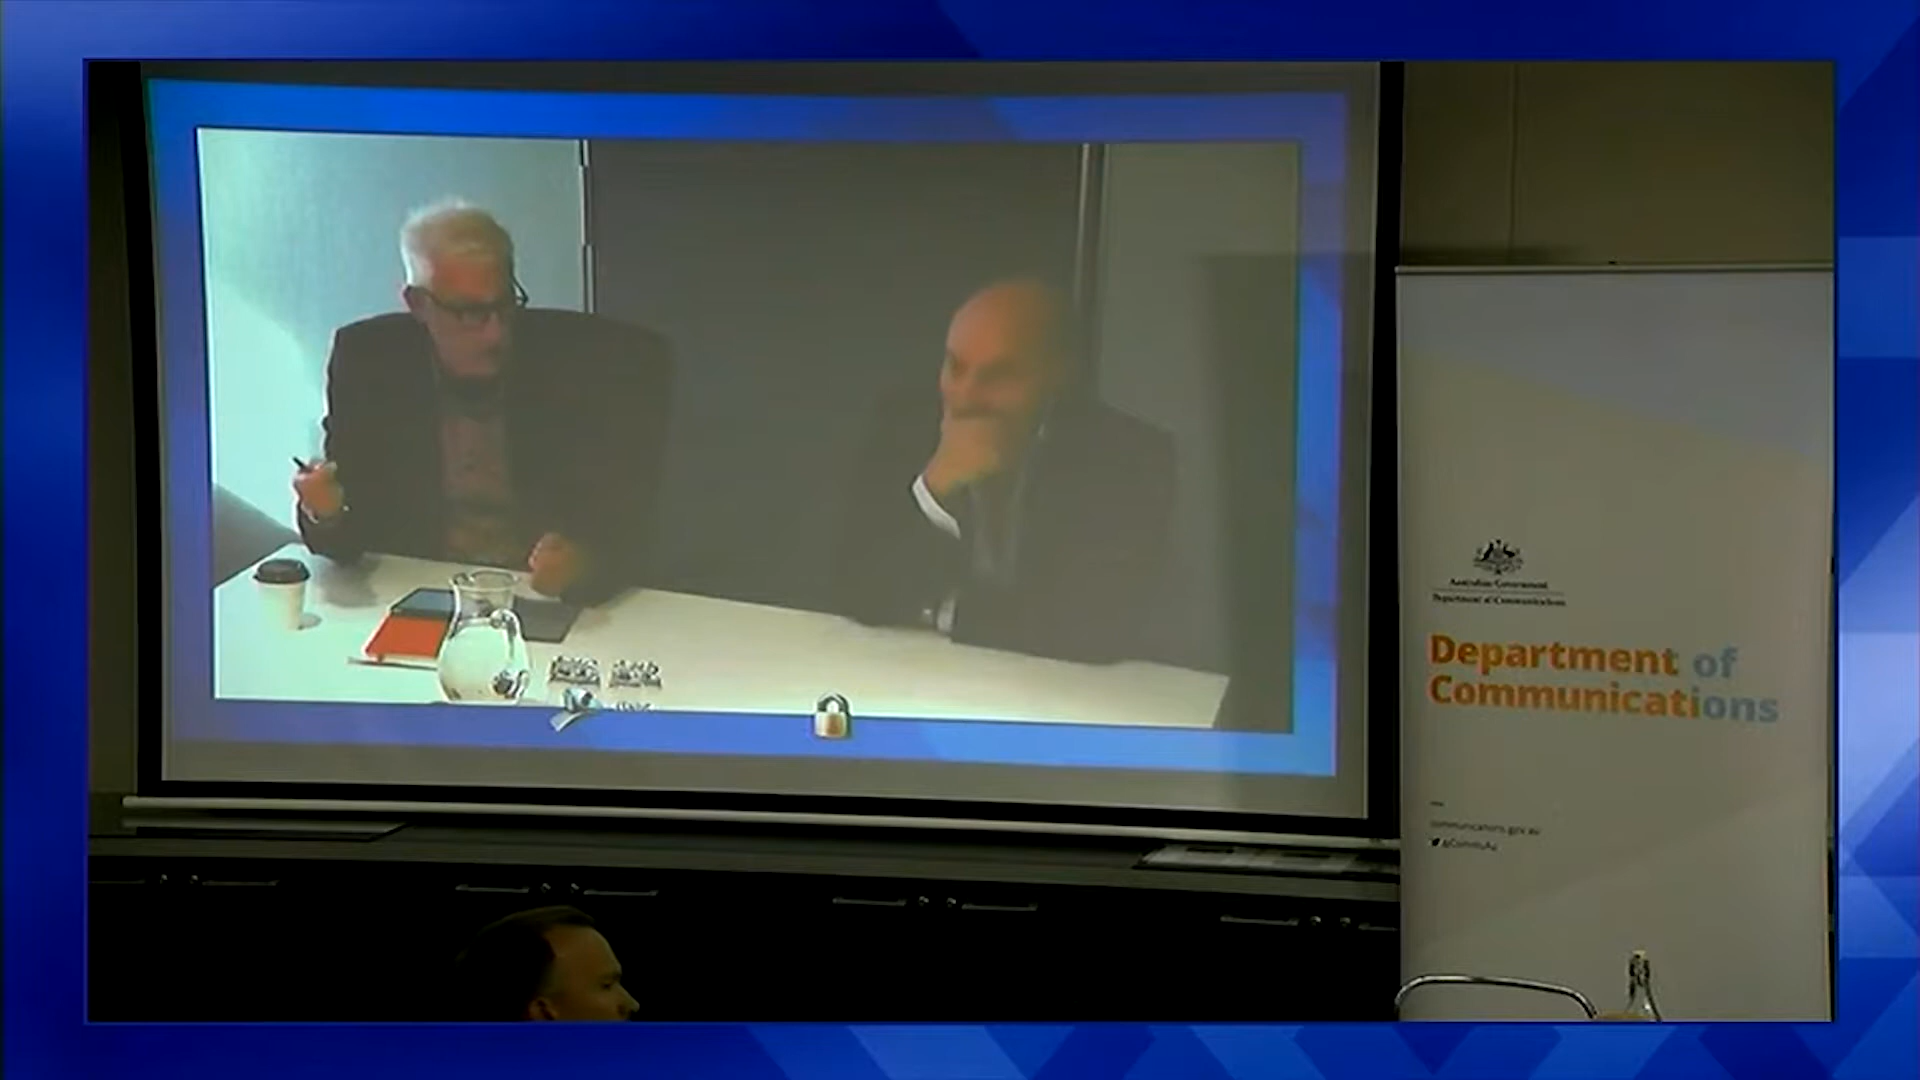 Australian Government
Department of Communications
Department of
Communications
communications.gov.au
@CommsAu